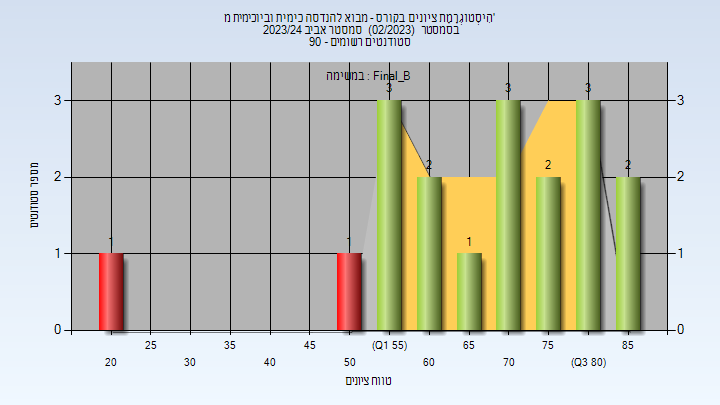 'הִיסטוֹגְרָמַת ציונים בקורס - מבוא להנדסה כימית וביוכימית מ
בסמסטר (02/2023) סמסטר אביב 2023/24
סטודנטים רשומים - 90
במשימה : Final_B
מספר סטודנטים
3 3 3 3 3
2 2 2 2 2
1 1 1 1 1
0 0
25 35 45 (Q1 55) 65 75 85
20 30 40 50 60 70 (Q3 80)
טווח ציונים